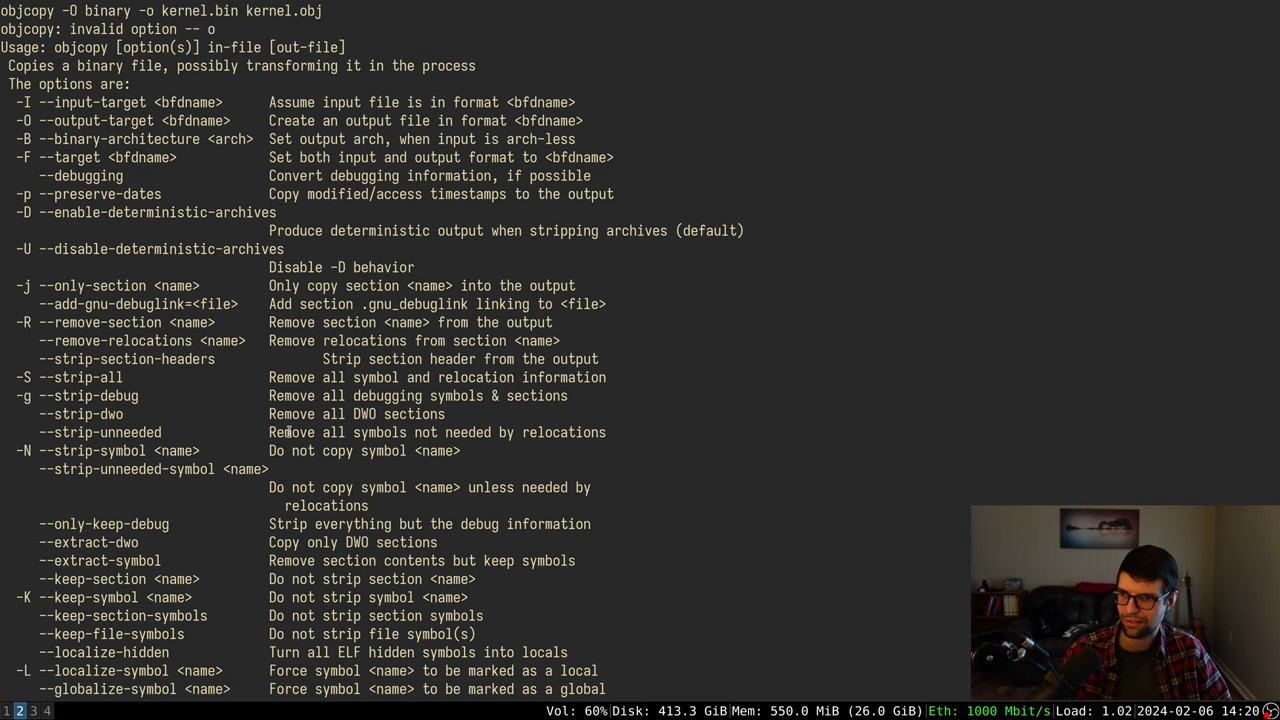 objcopy -O binary -o kernel.bin kernel.obj
objcopy: invalid option -- o
Usage: objcopy [option(s)] in-file [out-file]
 Copies a binary file, possibly transforming it in the process
 The options are:
  -I --input-target <bfdname>      Assume input file is in format <bfdname>
  -O --output-target <bfdname>     Create an output file in format <bfdname>
  -B --binary-architecture <arch>  Set output arch, when input is arch-less
  -F --target <bfdname>            Set both input and output format to <bfdname>
     --debugging                   Convert debugging information, if possible
  -p --preserve-dates              Copy modified/access timestamps to the output
  -D --enable-deterministic-archives
                                   Produce deterministic output when stripping archives (default)
  -U --disable-deterministic-archives
                                   Disable -D behavior
  -j --only-section <name>         Only copy section <name> into the output
     --add-gnu-debuglink=<file>    Add section .gnu_debuglink linking to <file>
  -R --remove-section <name>       Remove section <name> from the output
     --remove-relocations <name>   Remove relocations from section <name>
     --strip-section-headers              Strip section header from the output
  -S --strip-all                   Remove all symbol and relocation information
  -g --strip-debug                 Remove all debugging symbols & sections
     --strip-dwo                   Remove all DWO sections
     --strip-unneeded              Remove all symbols not needed by relocations
  -N --strip-symbol <name>         Do not copy symbol <name>
     --strip-unneeded-symbol <name>
                                   Do not copy symbol <name> unless needed by
                                     relocations
     --only-keep-debug             Strip everything but the debug information
     --extract-dwo                 Copy only DWO sections
     --extract-symbol              Remove section contents but keep symbols
     --keep-section <name>         Do not strip section <name>
  -K --keep-symbol <name>          Do not strip symbol <name>
     --keep-section-symbols        Do not strip section symbols
     --keep-file-symbols           Do not strip file symbol(s)
     --localize-hidden             Turn all ELF hidden symbols into locals
  -L --localize-symbol <name>      Force symbol <name> to be marked as a local
     --globalize-symbol <name>     Force symbol <name> to be marked as a global
1 2 3 4 Vol: 60% Disk: 413.3 GiB Mem: 550.0 MiB (26.0 GiB) Eth: 1000 Mbit/s Load: 1.02 2024-02-06 14:20